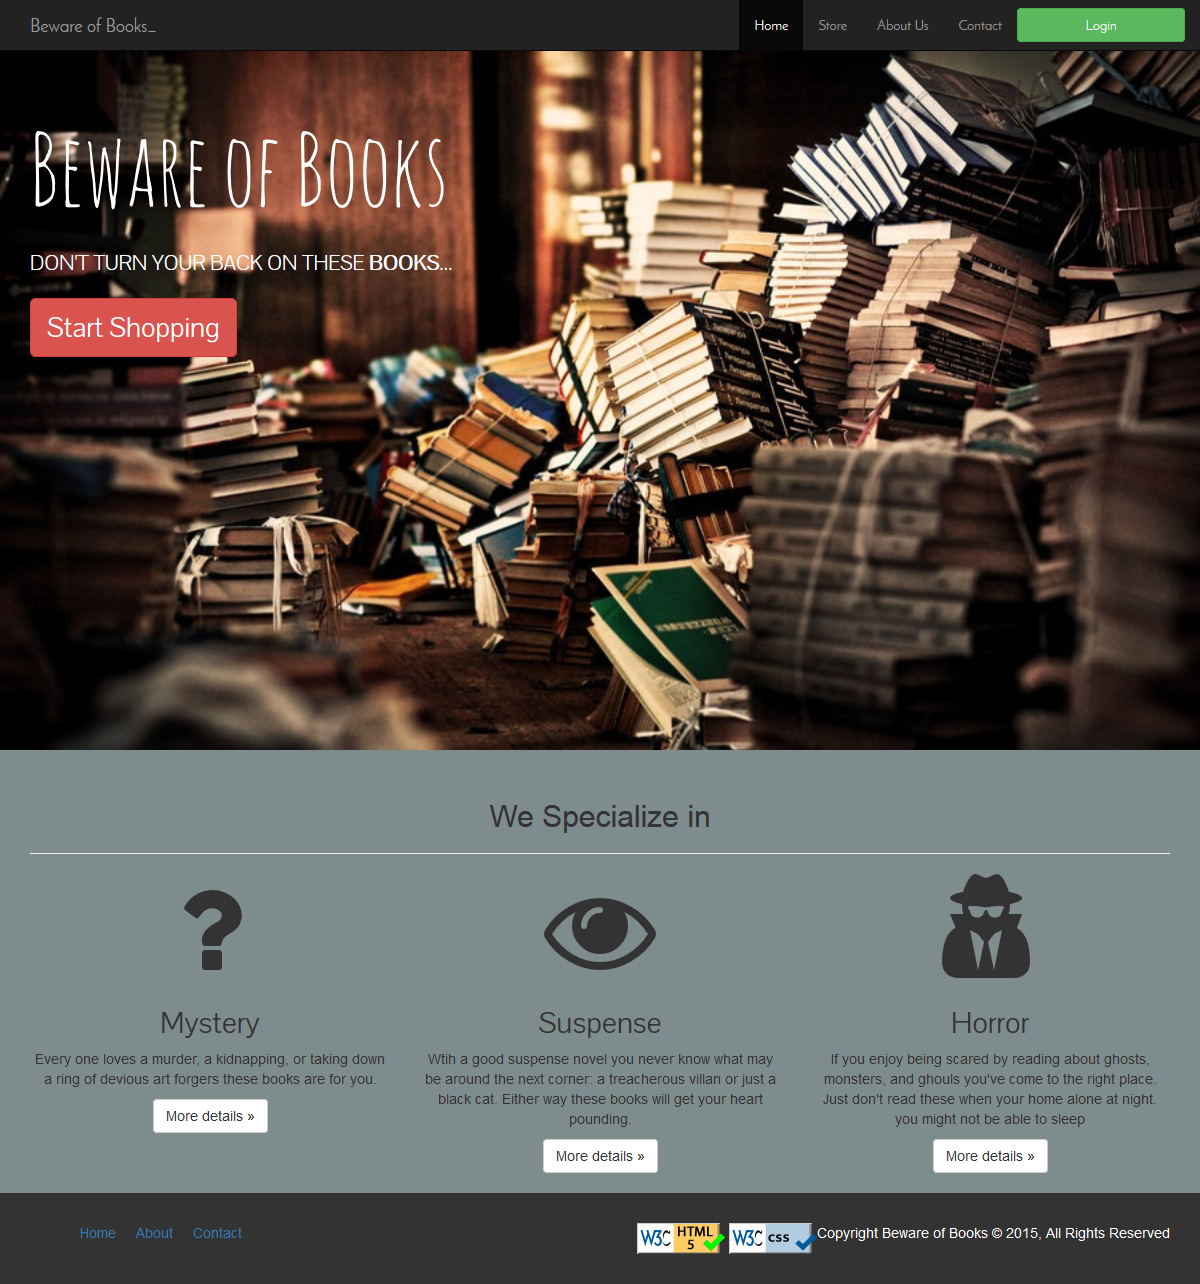 Beware of Books_
Home Store About Us Contact Login
Beware of Books
DON'T TURN YOUR BACK ON THESE BOOKS...
Start Shopping
We Specialize in
Mystery
Every one loves a murder, a kidnapping, or taking down
a ring of devious art forgers these books are for you.
More details »
Suspense
Wtih a good suspense novel you never know what may
be around the next corner: a treacherous villan or just a
black cat. Either way these books will get your heart
pounding.
More details »
Horror
If you enjoy being scared by reading about ghosts,
monsters, and ghouls you've come to the right place.
Just don't read these when your home alone at night.
you might not be able to sleep
More details »
Home About Contact
W3C HTML 5
W3C css
Copyright Beware of Books © 2015, All Rights Reserved